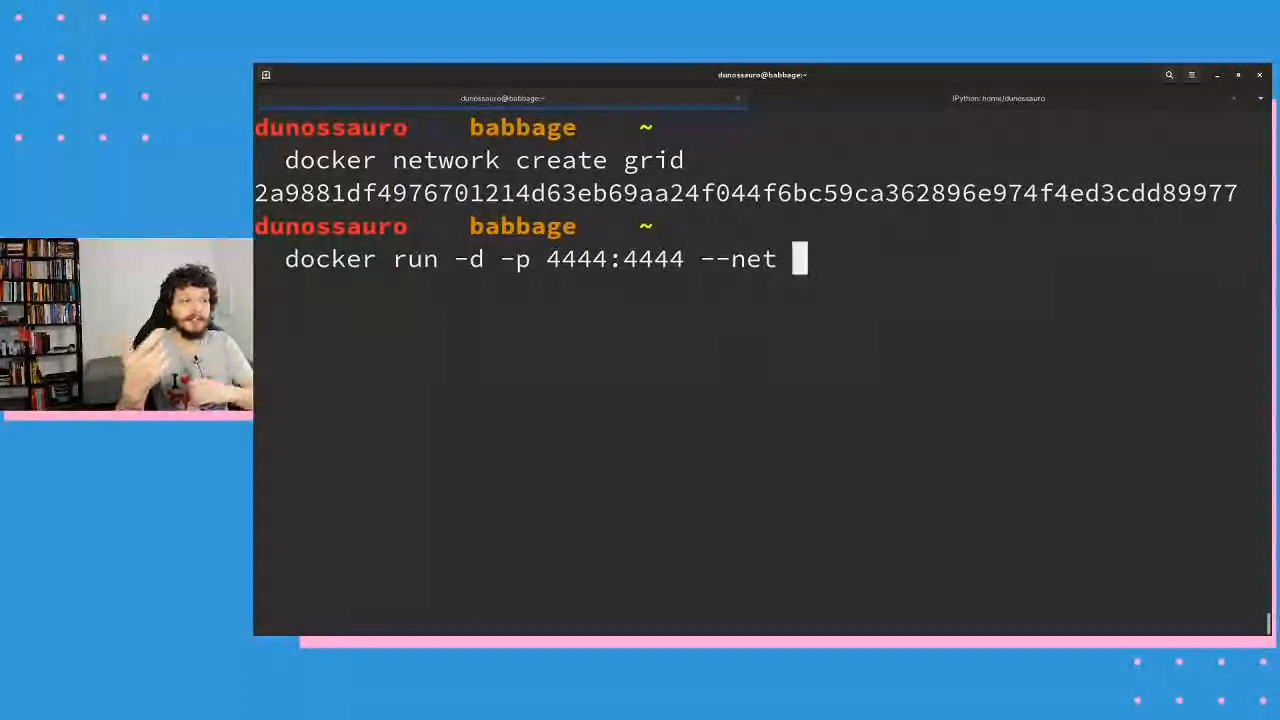 dunossauro@babbage:~
dunossauro@babbage:~
IPython: home/dunossauro
dunossauro babbage ~
docker network create grid
2a9881df4976701214d63eb69aa24f044f6bc59ca362896e974f4ed3cdd89977
dunossauro babbage ~
docker run -d -p 4444:4444 --net
I